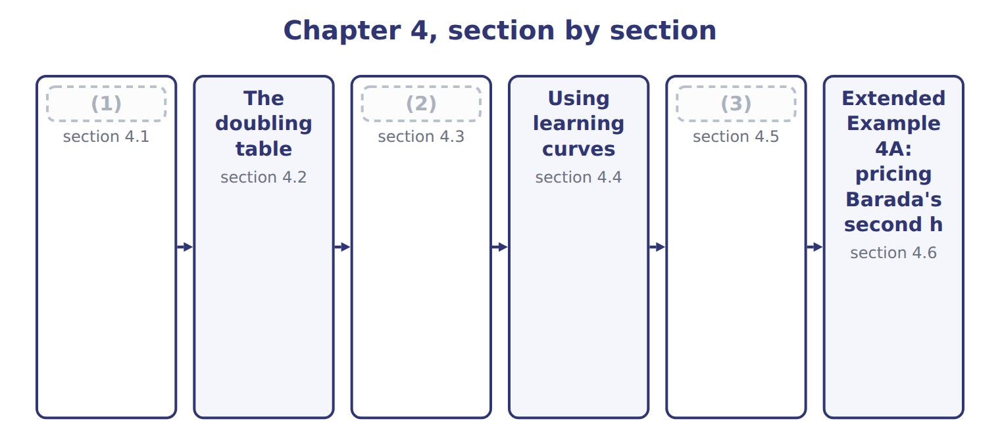 Chapter 4, section by section
(1)
section 4.1
The
doubling
table
section 4.2
(2)
section 4.3
Using
learning
curves
section 4.4
(3)
section 4.5
Extended
Example
4A:
pricing
Barada's
second h
section 4.6